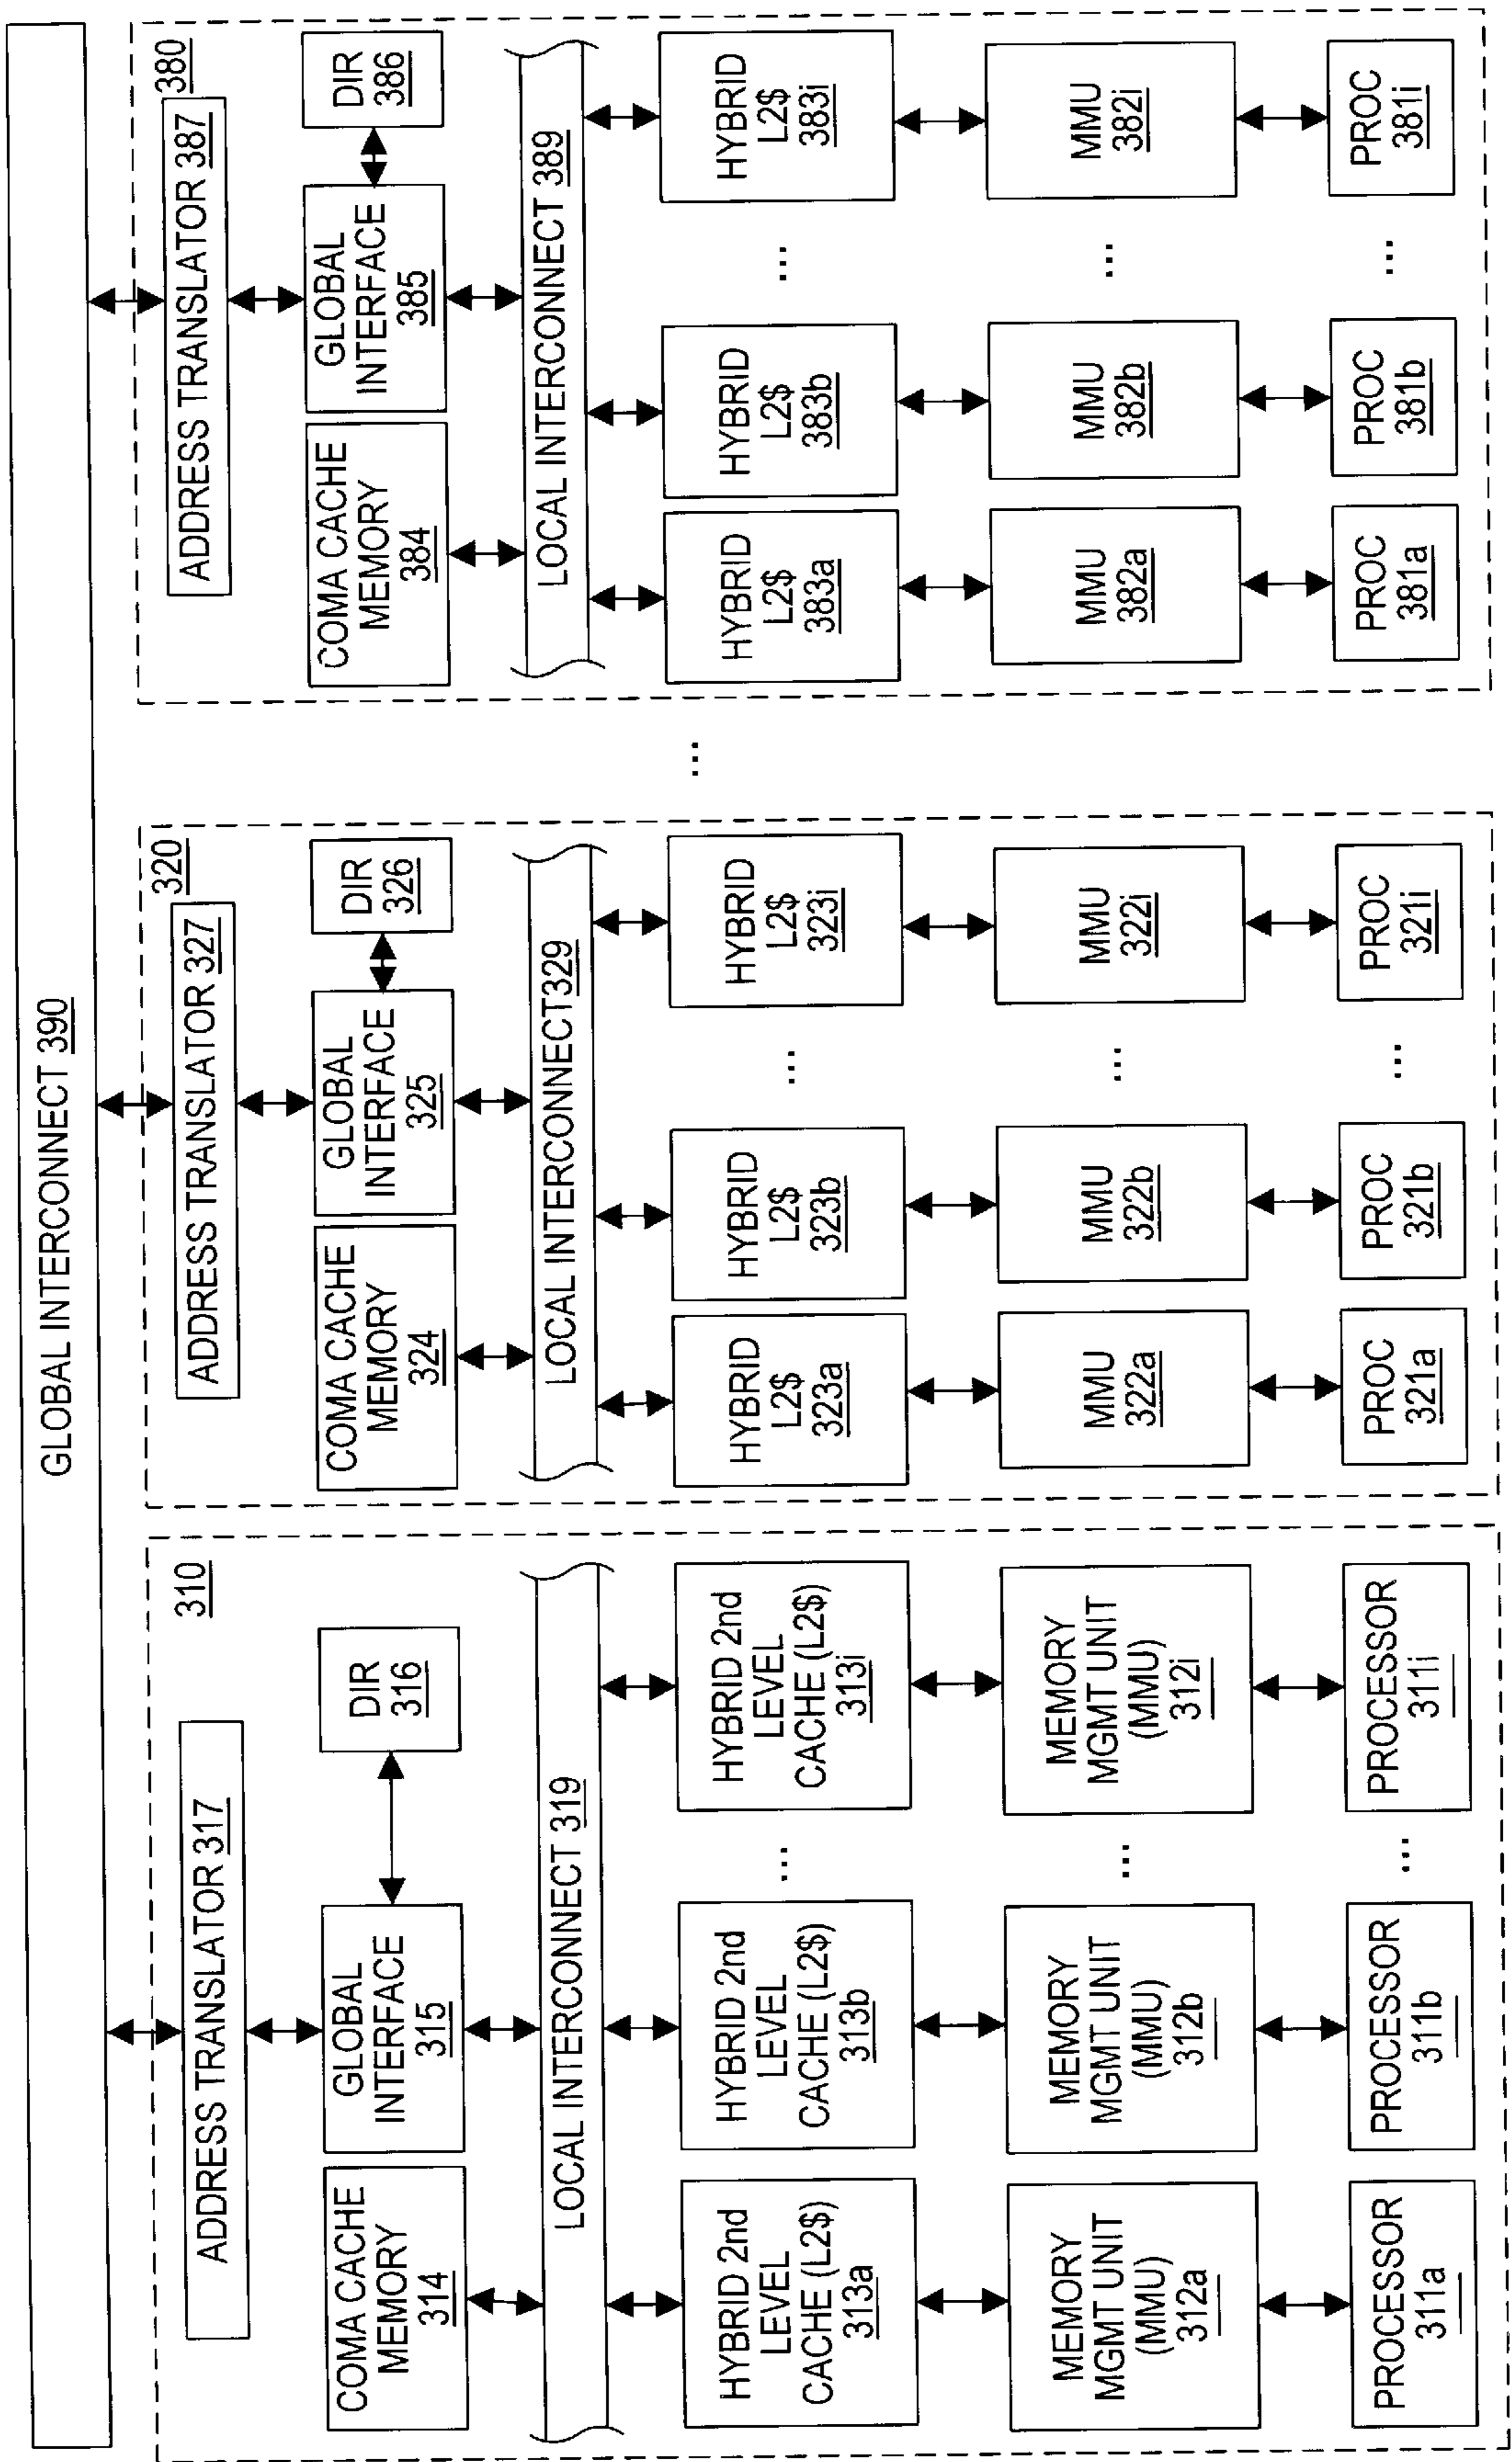 GLOBAL INTERCONNECT 390
310
ADDRESS TRANSLATOR 317
COMA CACHE
MEMORY
314
GLOBAL
INTERFACE
315
DIR
316
LOCAL INTERCONNECT 319
HYBRID 2nd
LEVEL
CACHE (L2$)
313a
HYBRID 2nd
LEVEL
CACHE (L2$)
313b
...
HYBRID 2nd
LEVEL
CACHE (L2$)
313i
MEMORY
MGMT UNIT
(MMU)
312a
MEMORY
MGMT UNIT
(MMU)
312b
...
MEMORY
MGMT UNIT
(MMU)
312i
PROCESSOR
311a
PROCESSOR
311b
...
PROCESSOR
311i
320
ADDRESS TRANSLATOR 327
COMA CACHE
MEMORY
324
GLOBAL
INTERFACE
325
DIR
326
LOCAL INTERCONNECT329
HYBRID
L2$
323a
HYBRID
L2$
323b
...
HYBRID
L2$
323i
MMU
322a
MMU
322b
...
MMU
322i
PROC
321a
PROC
321b
...
PROC
321i
...
380
ADDRESS TRANSLATOR 387
COMA CACHE
MEMORY
384
GLOBAL
INTERFACE
385
DIR
386
LOCAL INTERCONNECT 389
HYBRID
L2$
383a
HYBRID
L2$
383b
...
HYBRID
L2$
383i
MMU
382a
MMU
382b
...
MMU
382i
PROC
381a
PROC
381b
...
PROC
381i